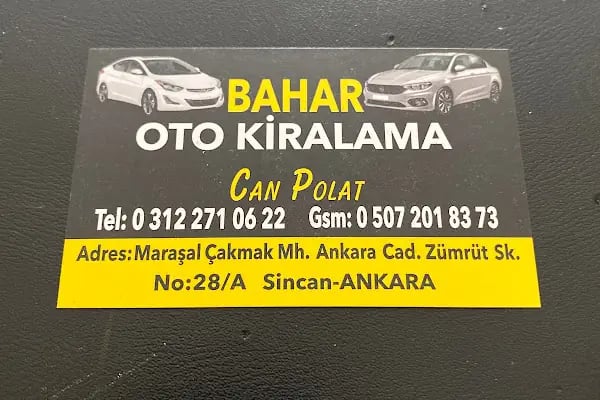 BAHAR
OTO KİRALAMA
CAN POLAT
Tel: 0 312 271 06 22 Gsm: 0 507 201 83 73
Adres: Maraşal Çakmak Mh. Ankara Cad. Zümrüt Sk.
No:28/A Sincan-ANKARA